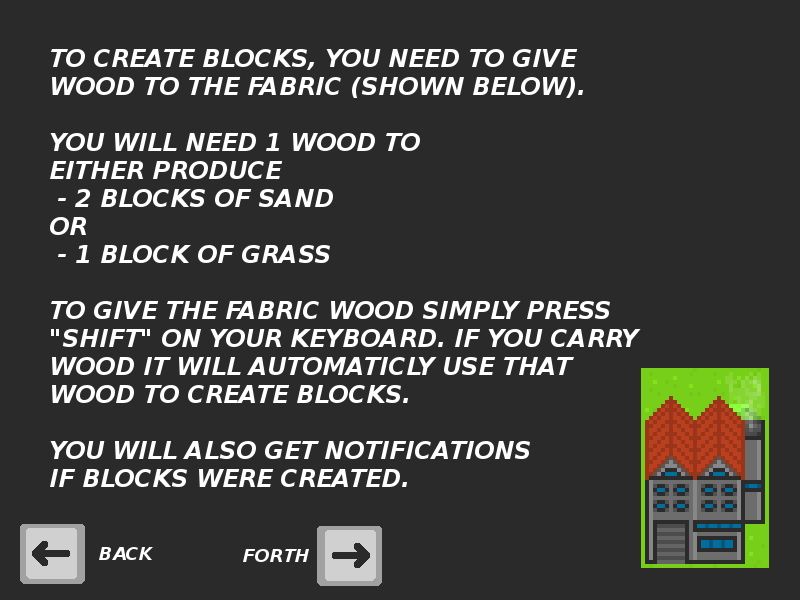 TO CREATE BLOCKS, YOU NEED TO GIVE
WOOD TO THE FABRIC (SHOWN BELOW).
YOU WILL NEED 1 WOOD TO
EITHER PRODUCE
- 2 BLOCKS OF SAND
OR
- 1 BLOCK OF GRASS
TO GIVE THE FABRIC WOOD SIMPLY PRESS
"SHIFT" ON YOUR KEYBOARD. IF YOU CARRY
WOOD IT WILL AUTOMATICLY USE THAT
WOOD TO CREATE BLOCKS.
YOU WILL ALSO GET NOTIFICATIONS
IF BLOCKS WERE CREATED.
BACK
FORTH